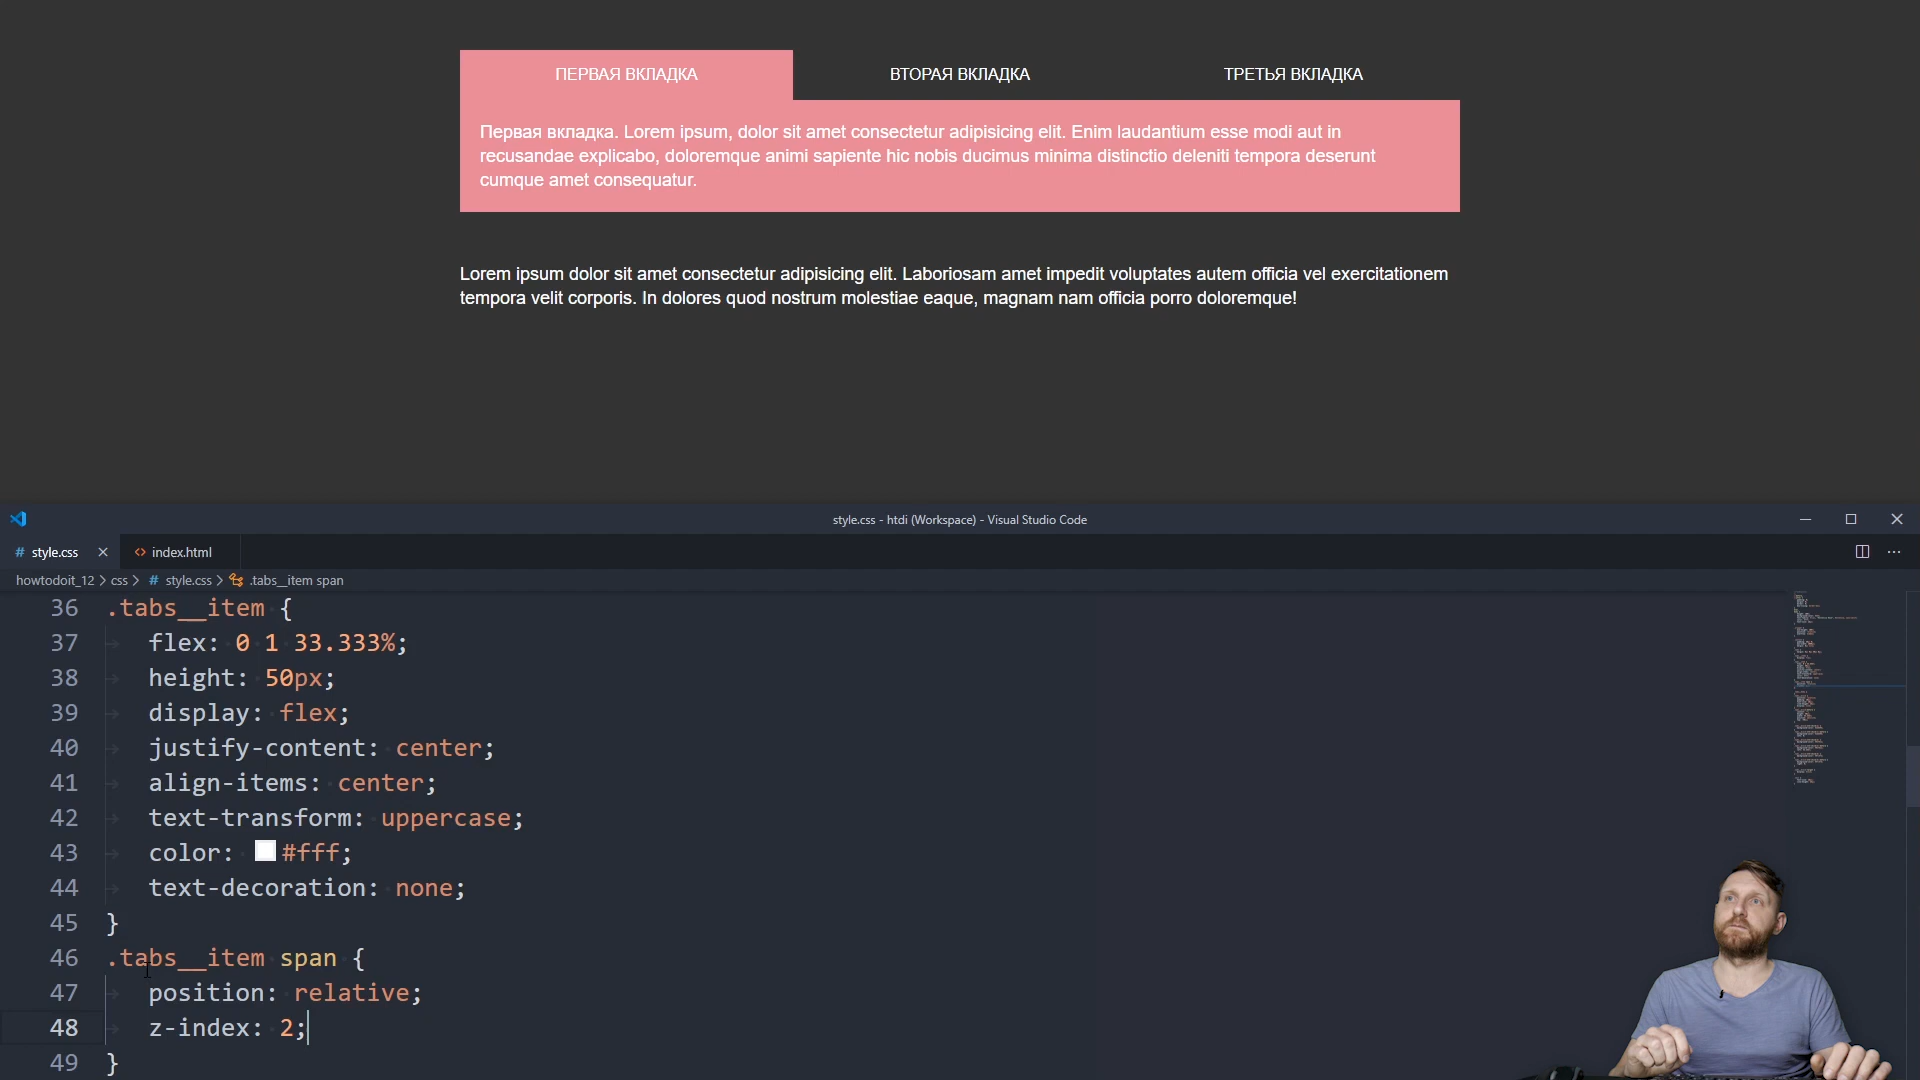 ПЕРВАЯ ВКЛАДКА ВТОРАЯ ВКЛАДКА ТРЕТЬЯ ВКЛАДКА
Первая вкладка. Lorem ipsum, dolor sit amet consectetur adipisicing elit. Enim laudantium esse modi aut in
recusandae explicabo, doloremque animi sapiente hic nobis ducimus minima distinctio deleniti tempora deserunt
cumque amet consequatur.
Lorem ipsum dolor sit amet consectetur adipisicing elit. Laboriosam amet impedit voluptates autem officia vel exercitationem
tempora velit corporis. In dolores quod nostrum molestiae eaque, magnam nam officia porro doloremque!
style.css - htdi (Workspace) - Visual Studio Code
# style.css <> index.html
howtodoit_12 > css > # style.css > .tabs__item span
36 .tabs__item {
37 flex: 0 1 33.333%;
38 height: 50px;
39 display: flex;
40 justify-content: center;
41 align-items: center;
42 text-transform: uppercase;
43 color: #fff;
44 text-decoration: none;
45 }
46 .tabs__item span {
47 position: relative;
48 z-index: 2;
49 }